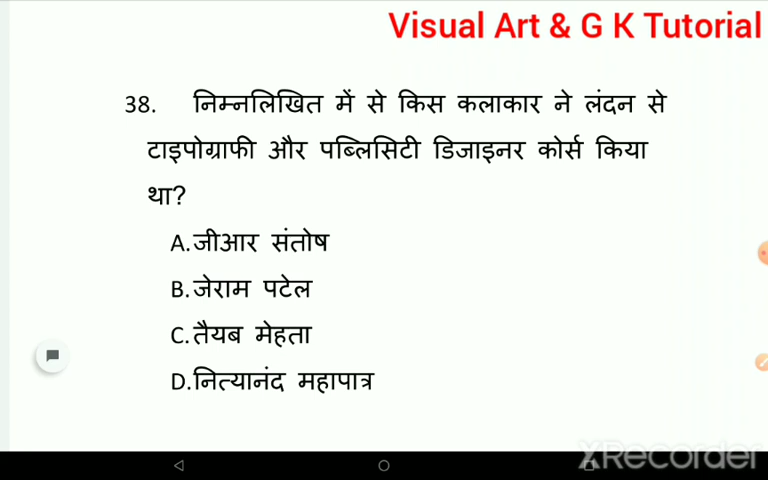 Visual Art & G K Tutorial
38. निम्नलिखित में से किस कलाकार ने लंदन से
टाइपोग्राफी और पब्लिसिटी डिजाइनर कोर्स किया
था?
A.जीआर संतोष
B.जेराम पटेल
C.तैयब मेहता
D.नित्यानंद महापात्र
XRecorder